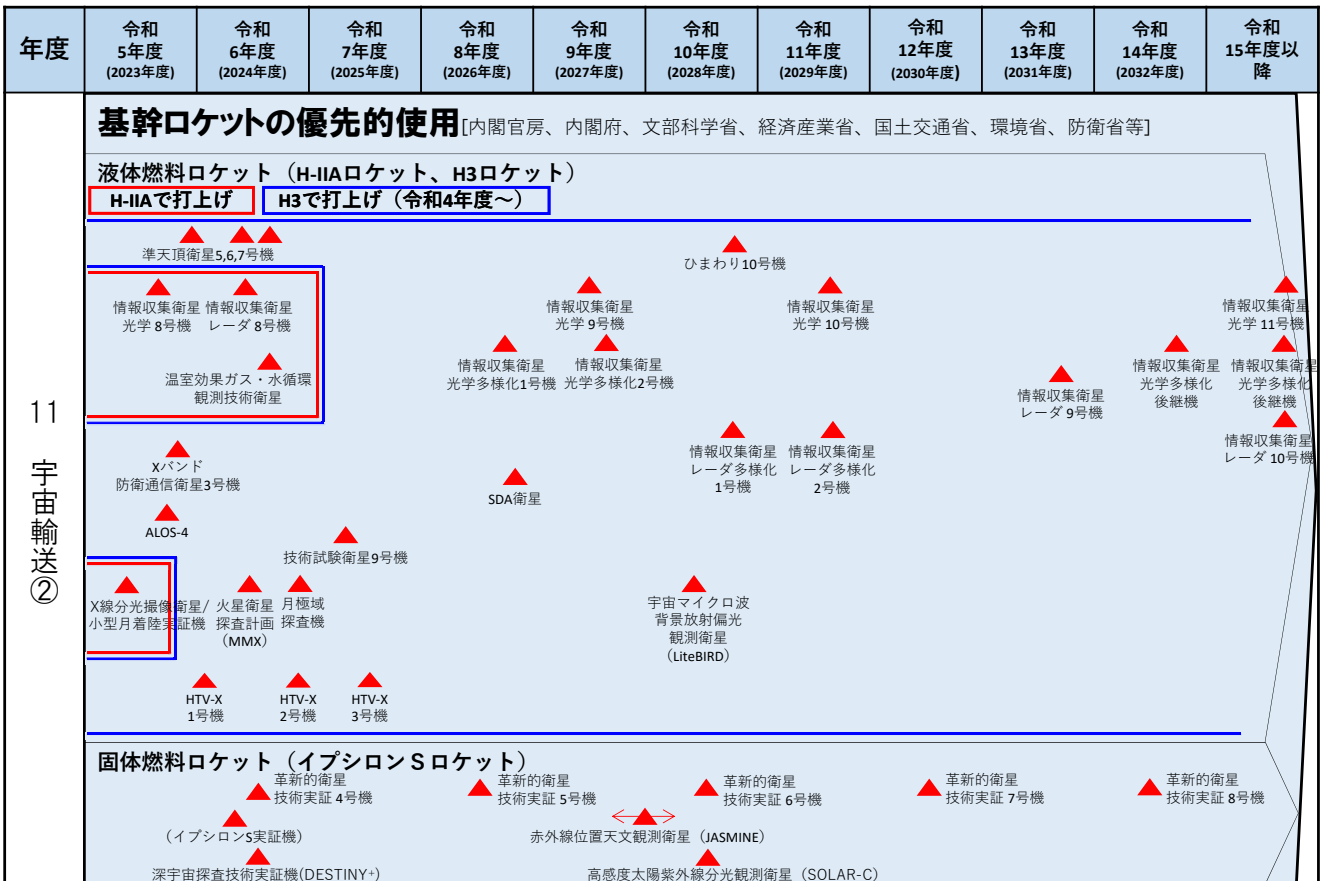 年度
令和
5年度
(2023年度)
令和
6年度
(2024年度)
令和
7年度
(2025年度)
令和
8年度
(2026年度)
令和
9年度
(2027年度)
令和
10年度
(2028年度)
令和
11年度
(2029年度)
令和
12年度
(2030年度)
令和
13年度
(2031年度)
令和
14年度
(2032年度)
令和
15年度以
降
11 宇宙輸送②
基幹ロケットの優先的使用[内閣官房、内閣府、文部科学省、経済産業省、国土交通省、環境省、防衛省等]
液体燃料ロケット（H-IIAロケット、H3ロケット）
H-IIAで打上げ
H3で打上げ（令和4年度～）
準天頂衛星5,6,7号機
ひまわり10号機
情報収集衛星
光学 8号機
情報収集衛星
レーダ 8号機
情報収集衛星
光学 9号機
情報収集衛星
光学 10号機
情報収集衛星
光学 11号機
温室効果ガス・水循環
観測技術衛星
情報収集衛星
光学多様化1号機
情報収集衛星
光学多様化2号機
情報収集衛星
レーダ 9号機
情報収集衛星
光学多様化
後継機
情報収集衛星
光学多様化
後継機
Xバンド
防衛通信衛星3号機
SDA衛星
情報収集衛星
レーダ多様化
1号機
情報収集衛星
レーダ多様化
2号機
情報収集衛星
レーダ 10号機
ALOS-4
技術試験衛星9号機
X線分光撮像衛星/
小型月着陸実証機
火星衛星
探査計画
（MMX）
月極域
探査機
宇宙マイクロ波
背景放射偏光
観測衛星
（LiteBIRD）
HTV-X
1号機
HTV-X
2号機
HTV-X
3号機
固体燃料ロケット（イプシロンＳロケット）
革新的衛星
技術実証 4号機
革新的衛星
技術実証 5号機
革新的衛星
技術実証 6号機
革新的衛星
技術実証 7号機
革新的衛星
技術実証 8号機
（イプシロンS実証機）
赤外線位置天文観測衛星（JASMINE）
深宇宙探査技術実証機(DESTINY⁺)
高感度太陽紫外線分光観測衛星（SOLAR-C）